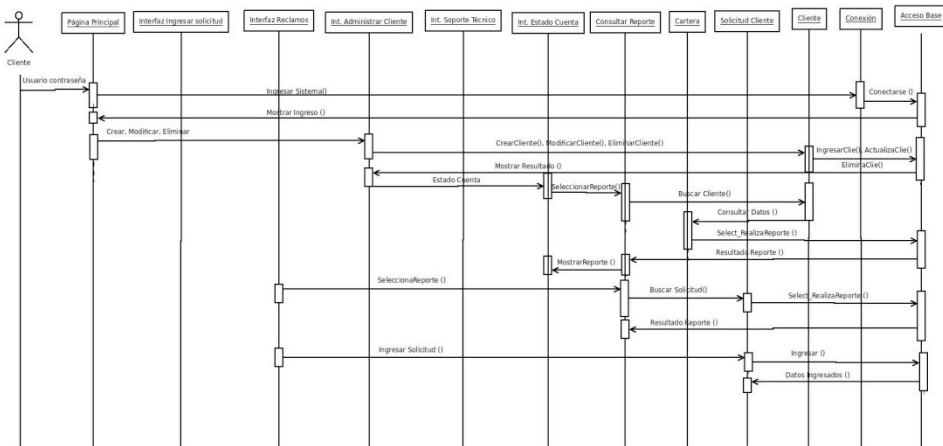 Página Principal
Interfaz Ingresar solicitud
Interfaz Reclamos
Int. Administrar Cliente
Int. Soporte Técnico
Int. Estado Cuenta
Consultar Reporte
Cartera
Solicitud Cliente
Cliente
Conexión
Acceso Base
Cliente
Usuario contraseña
Ingresar Sistema()
Conectarse ()
Mostrar Ingreso ()
Crear, Modificar, Eliminar
CrearCliente(), ModificarCliente(), EliminarCliente()
IngresarClie(), ActualizaClie()
EliminaClie()
Mostrar Resultado ()
Estado Cuenta
SeleccionarReporte()
Buscar Cliente()
Consultar Datos ()
Select_RealizaReporte ()
Resultado Reporte ()
MostrarReporte ()
SeleccionaReporte ()
Buscar Solicitud()
Select_RealizaReporte ()
Resultado Reporte ()
Ingresar Solicitud ()
Ingresar ()
Datos Ingresados ()